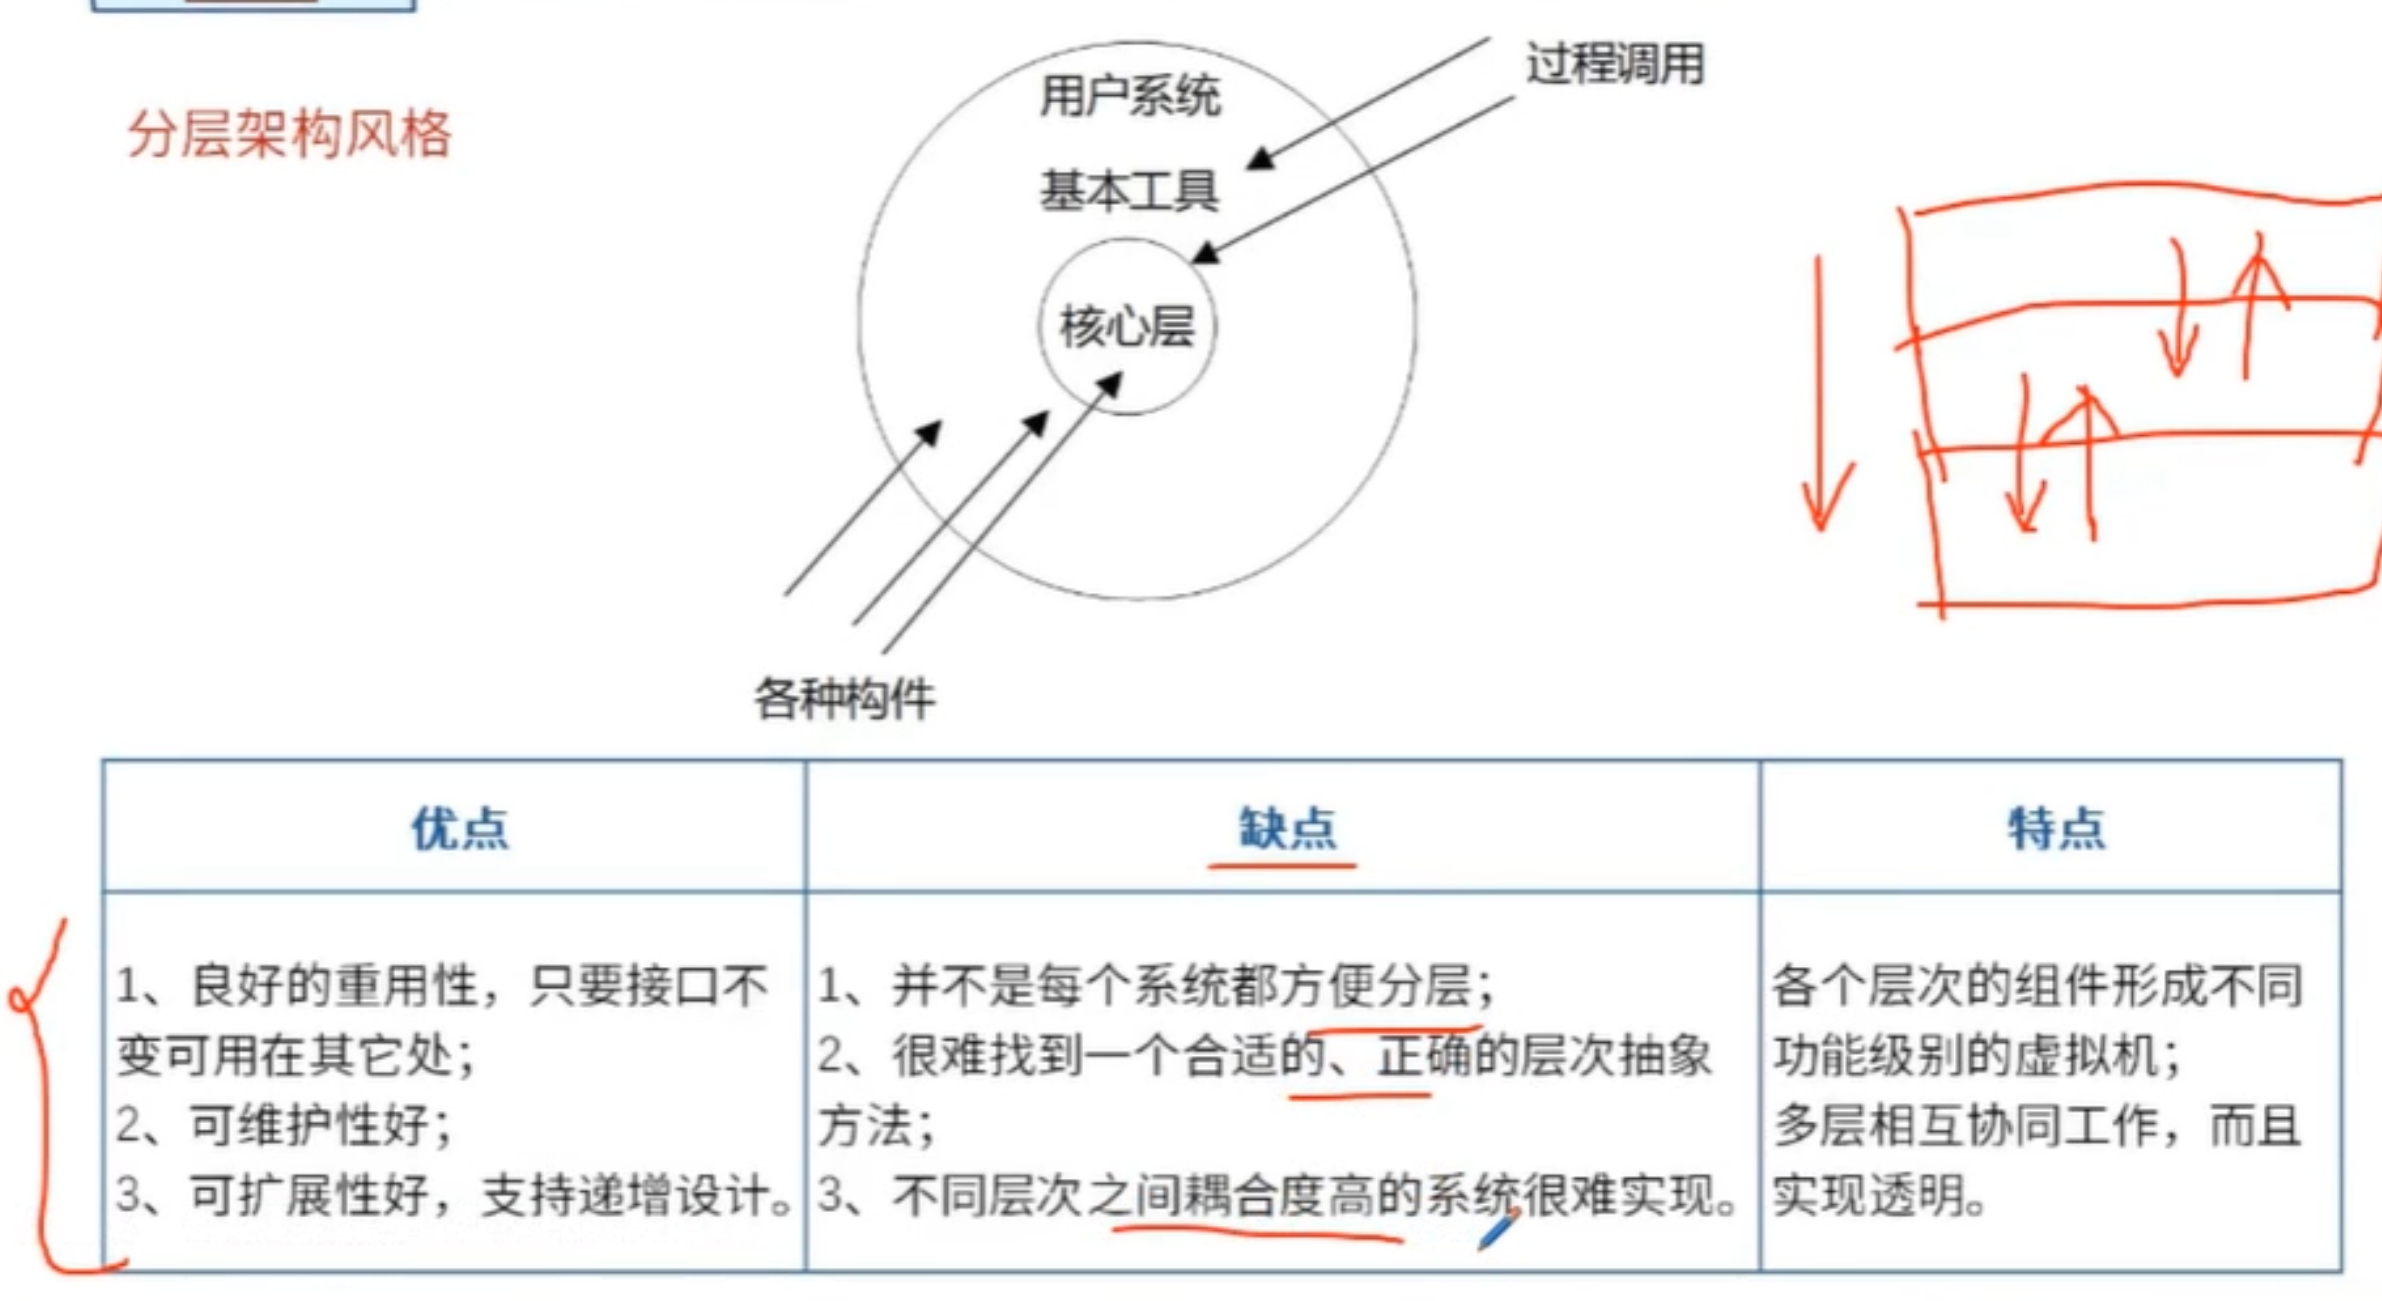 分层架构风格
用户系统
过程调用
基本工具
核心层
各种构件
优点
缺点
特点
1、良好的重用性，只要接口不
变可用在其它处；
2、可维护性好；
3、可扩展性好，支持递增设计。
1、并不是每个系统都方便分层；
2、很难找到一个合适的、正确的层次抽象
方法；
3、不同层次之间耦合度高的系统很难实现。
各个层次的组件形成不同
功能级别的虚拟机；
多层相互协同工作，而且
实现透明。